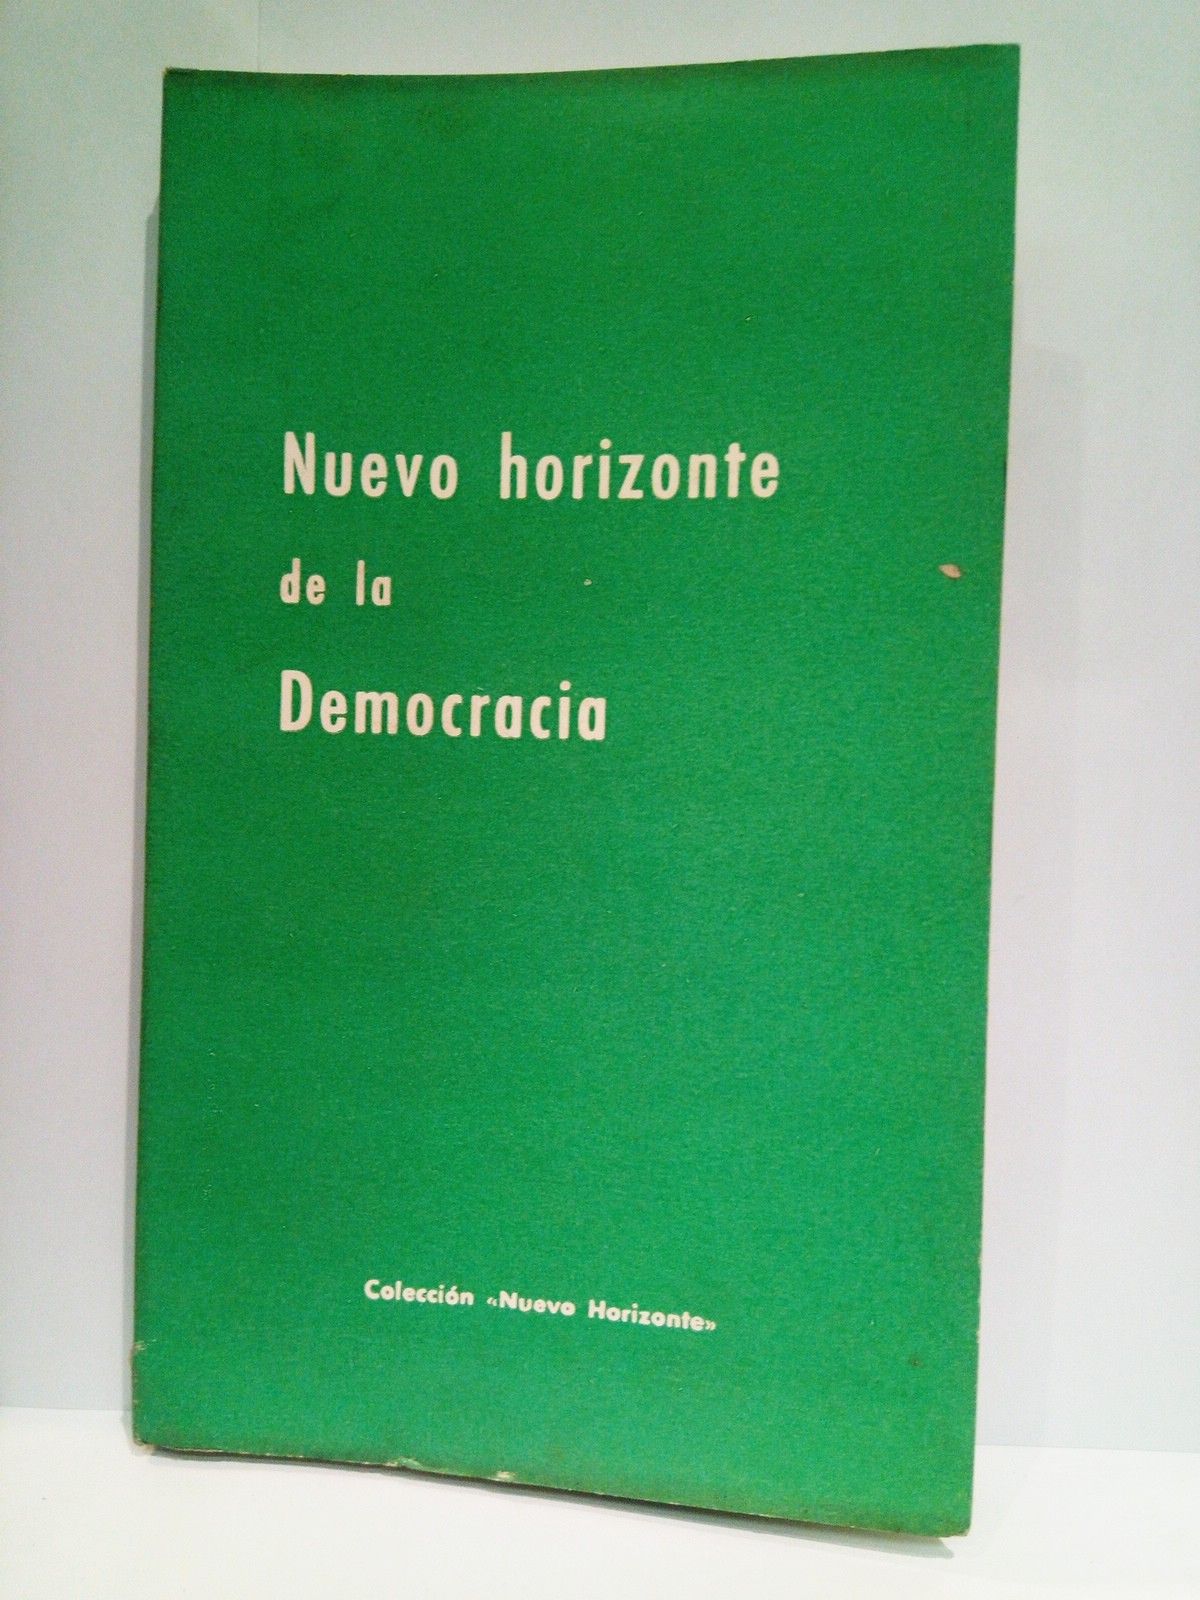 Nuevo horizonte
de la
Democracia
Colección «Nuevo Horizonte»